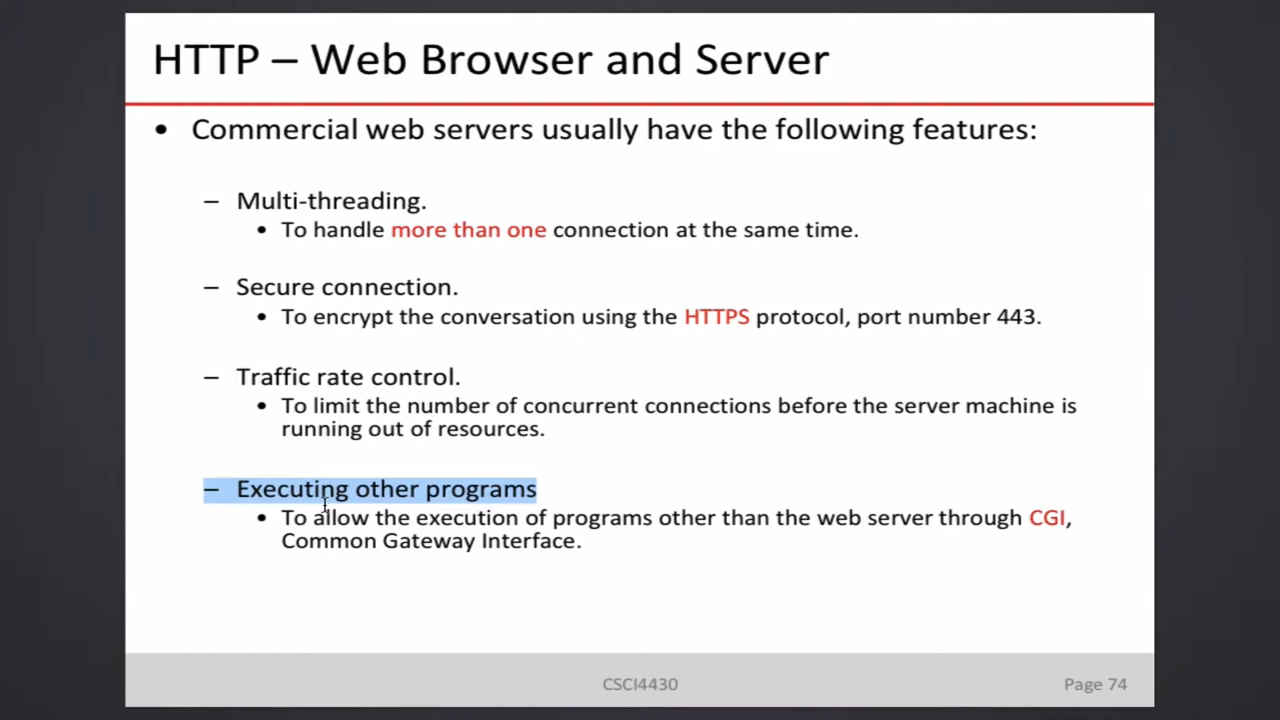 HTTP – Web Browser and Server
• Commercial web servers usually have the following features:
– Multi-threading.
• To handle more than one connection at the same time.
– Secure connection.
• To encrypt the conversation using the HTTPS protocol, port number 443.
– Traffic rate control.
• To limit the number of concurrent connections before the server machine is
running out of resources.
– Executing other programs
• To allow the execution of programs other than the web server through CGI,
Common Gateway Interface.
CSCI4430
Page 74